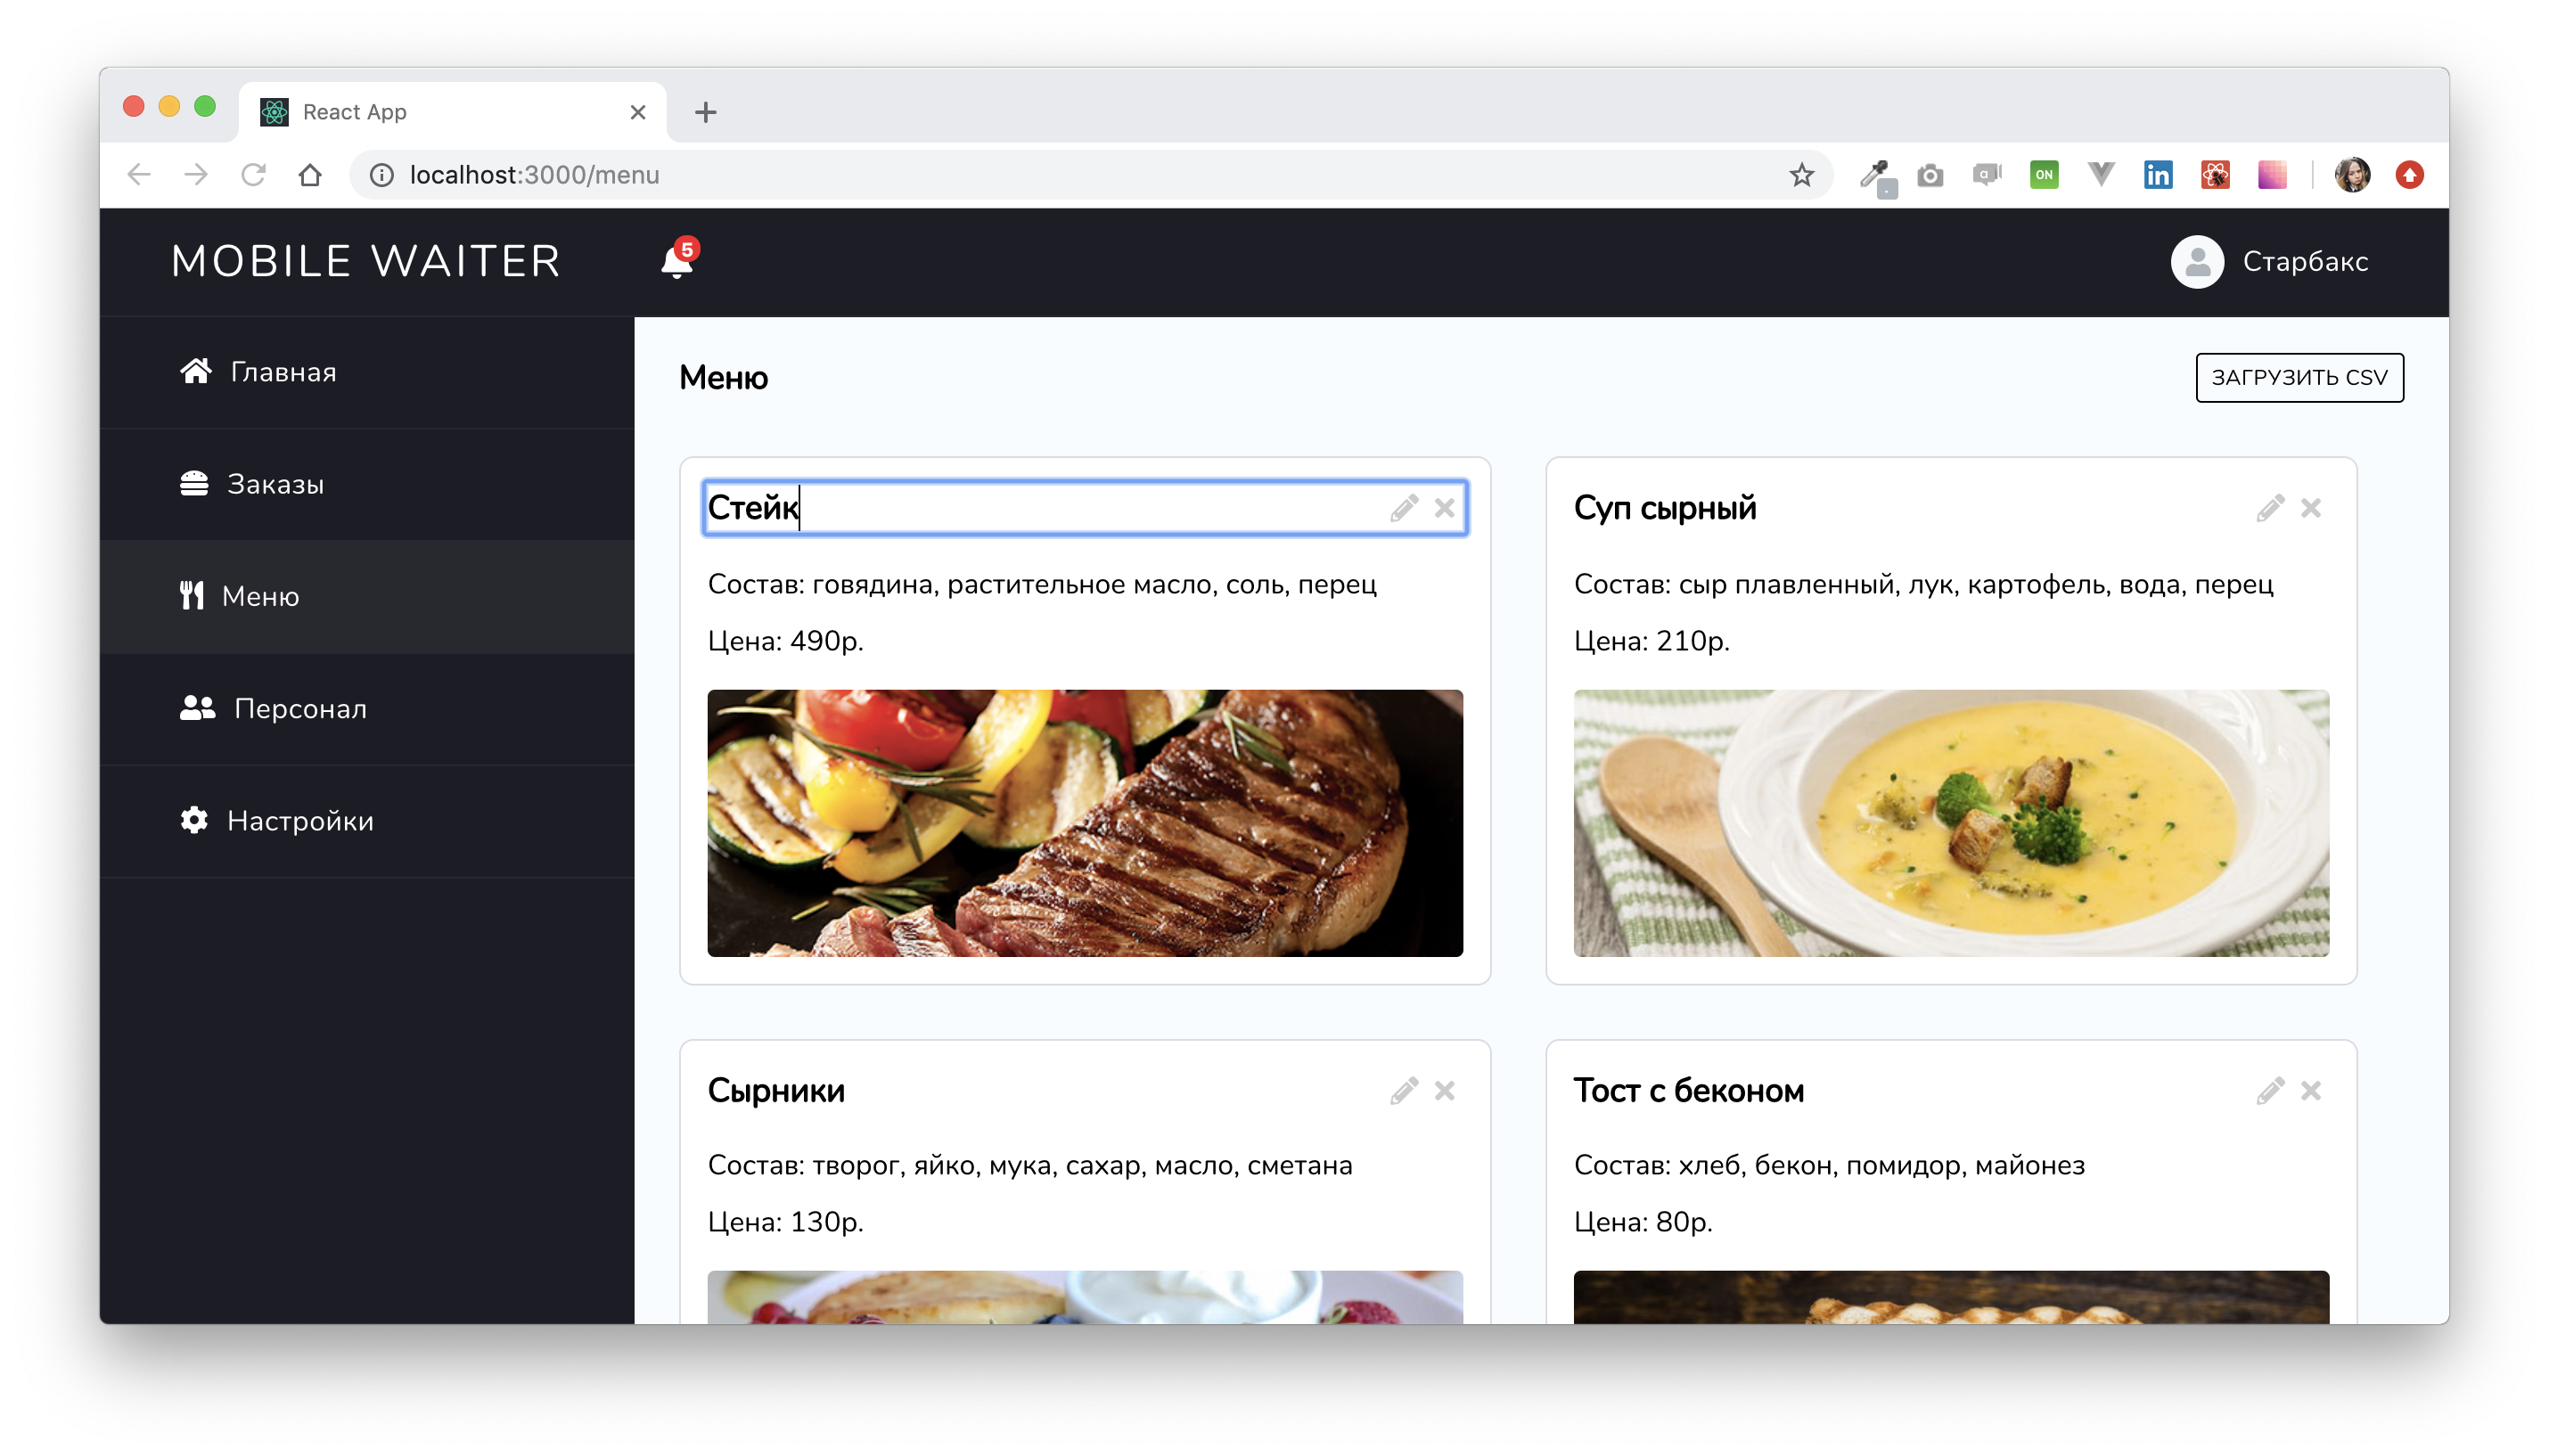 React App
localhost:3000/menu
a
ON
in
MOBILE WAITER
5
Старбакс
Главная
Заказы
Меню
Персонал
Настройки
Меню
ЗАГРУЗИТЬ CSV
Стейк
Состав: говядина, растительное масло, соль, перец
Цена: 490р.
Суп сырный
Состав: сыр плавленный, лук, картофель, вода, перец
Цена: 210р.
Сырники
Состав: творог, яйко, мука, сахар, масло, сметана
Цена: 130р.
Тост с беконом
Состав: хлеб, бекон, помидор, майонез
Цена: 80р.